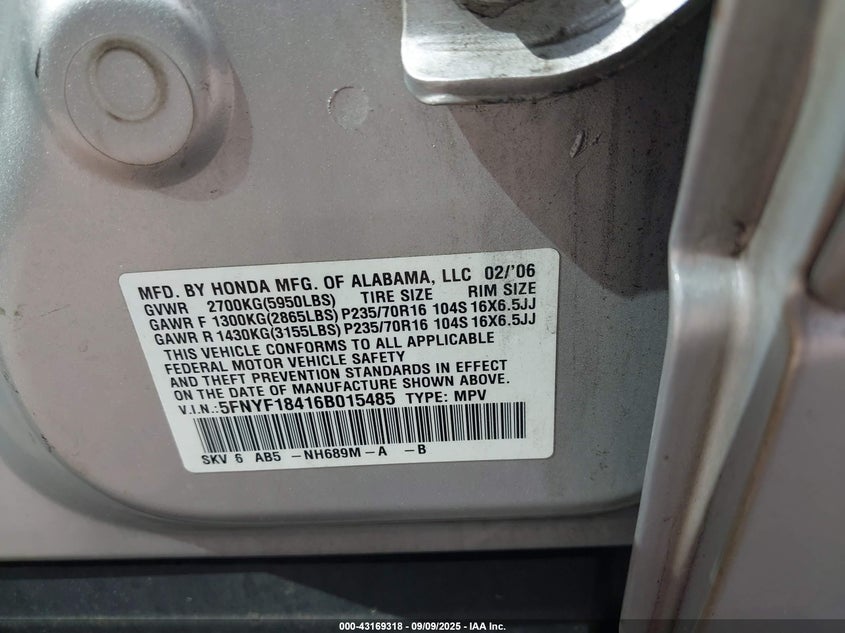 MFD. BY HONDA MFG. OF ALABAMA, LLC 02/'06
GVWR 2700KG(5950LBS) TIRE SIZE RIM SIZE
GAWR F 1300KG(2865LBS) P235/70R16 104S 16X6.5JJ
GAWR R 1430KG(3155LBS) P235/70R16 104S 16X6.5JJ
THIS VEHICLE CONFORMS TO ALL APPLICABLE
FEDERAL MOTOR VEHICLE SAFETY
AND THEFT PREVENTION STANDARDS IN EFFECT
ON THE DATE OF MANUFACTURE SHOWN ABOVE.
V.I.N.: 5FNYF18416B015485 TYPE: MPV
SKV 6 AB5 -NH689M-A -B
000-43169318 - 09/09/2025 - IAA Inc.